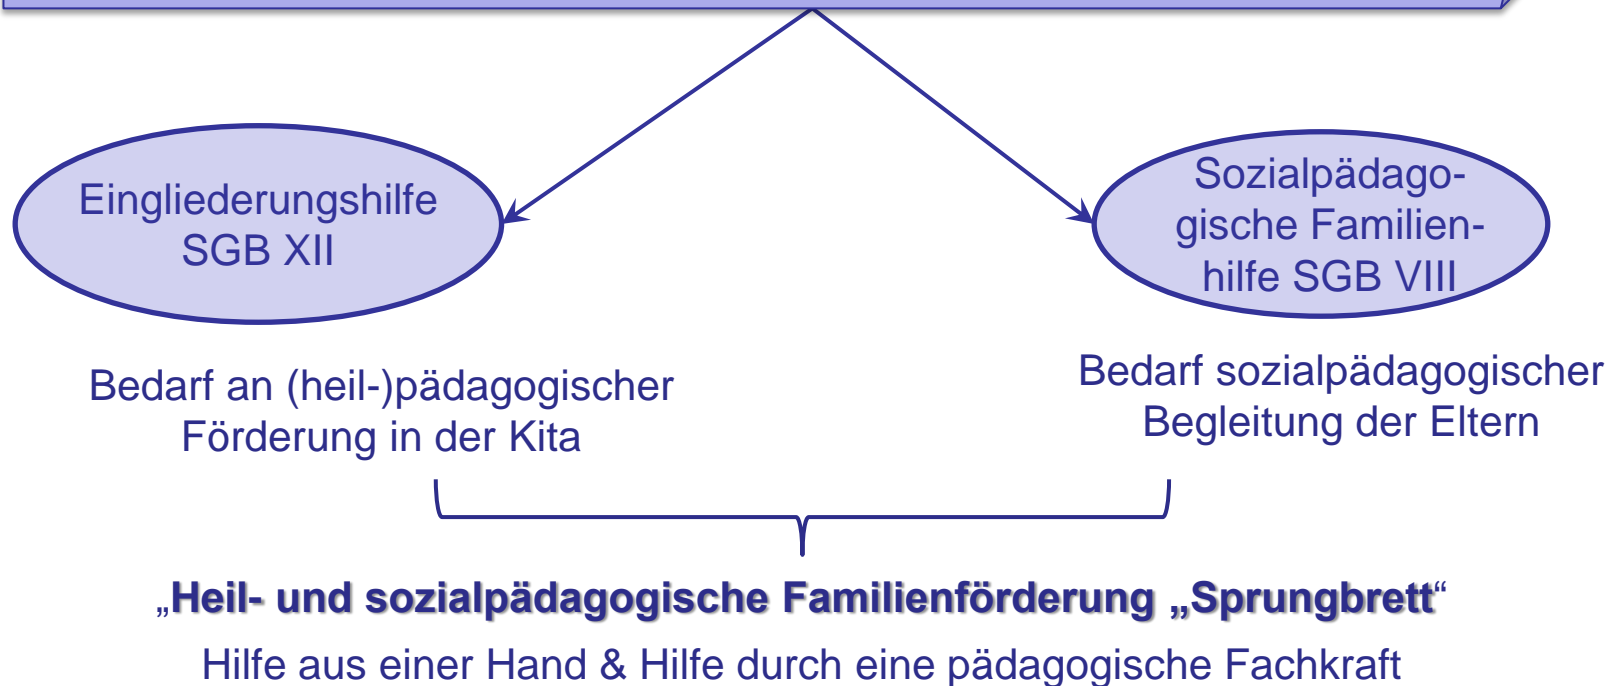 Eingliederungshilfe
SGB XII
Sozialpädago-
gische Familien-
hilfe SGB VIII
Bedarf an (heil-)pädagogischer
Förderung in der Kita
Bedarf sozialpädagogischer
Begleitung der Eltern
„Heil- und sozialpädagogische Familienförderung „Sprungbrett“
Hilfe aus einer Hand & Hilfe durch eine pädagogische Fachkraft